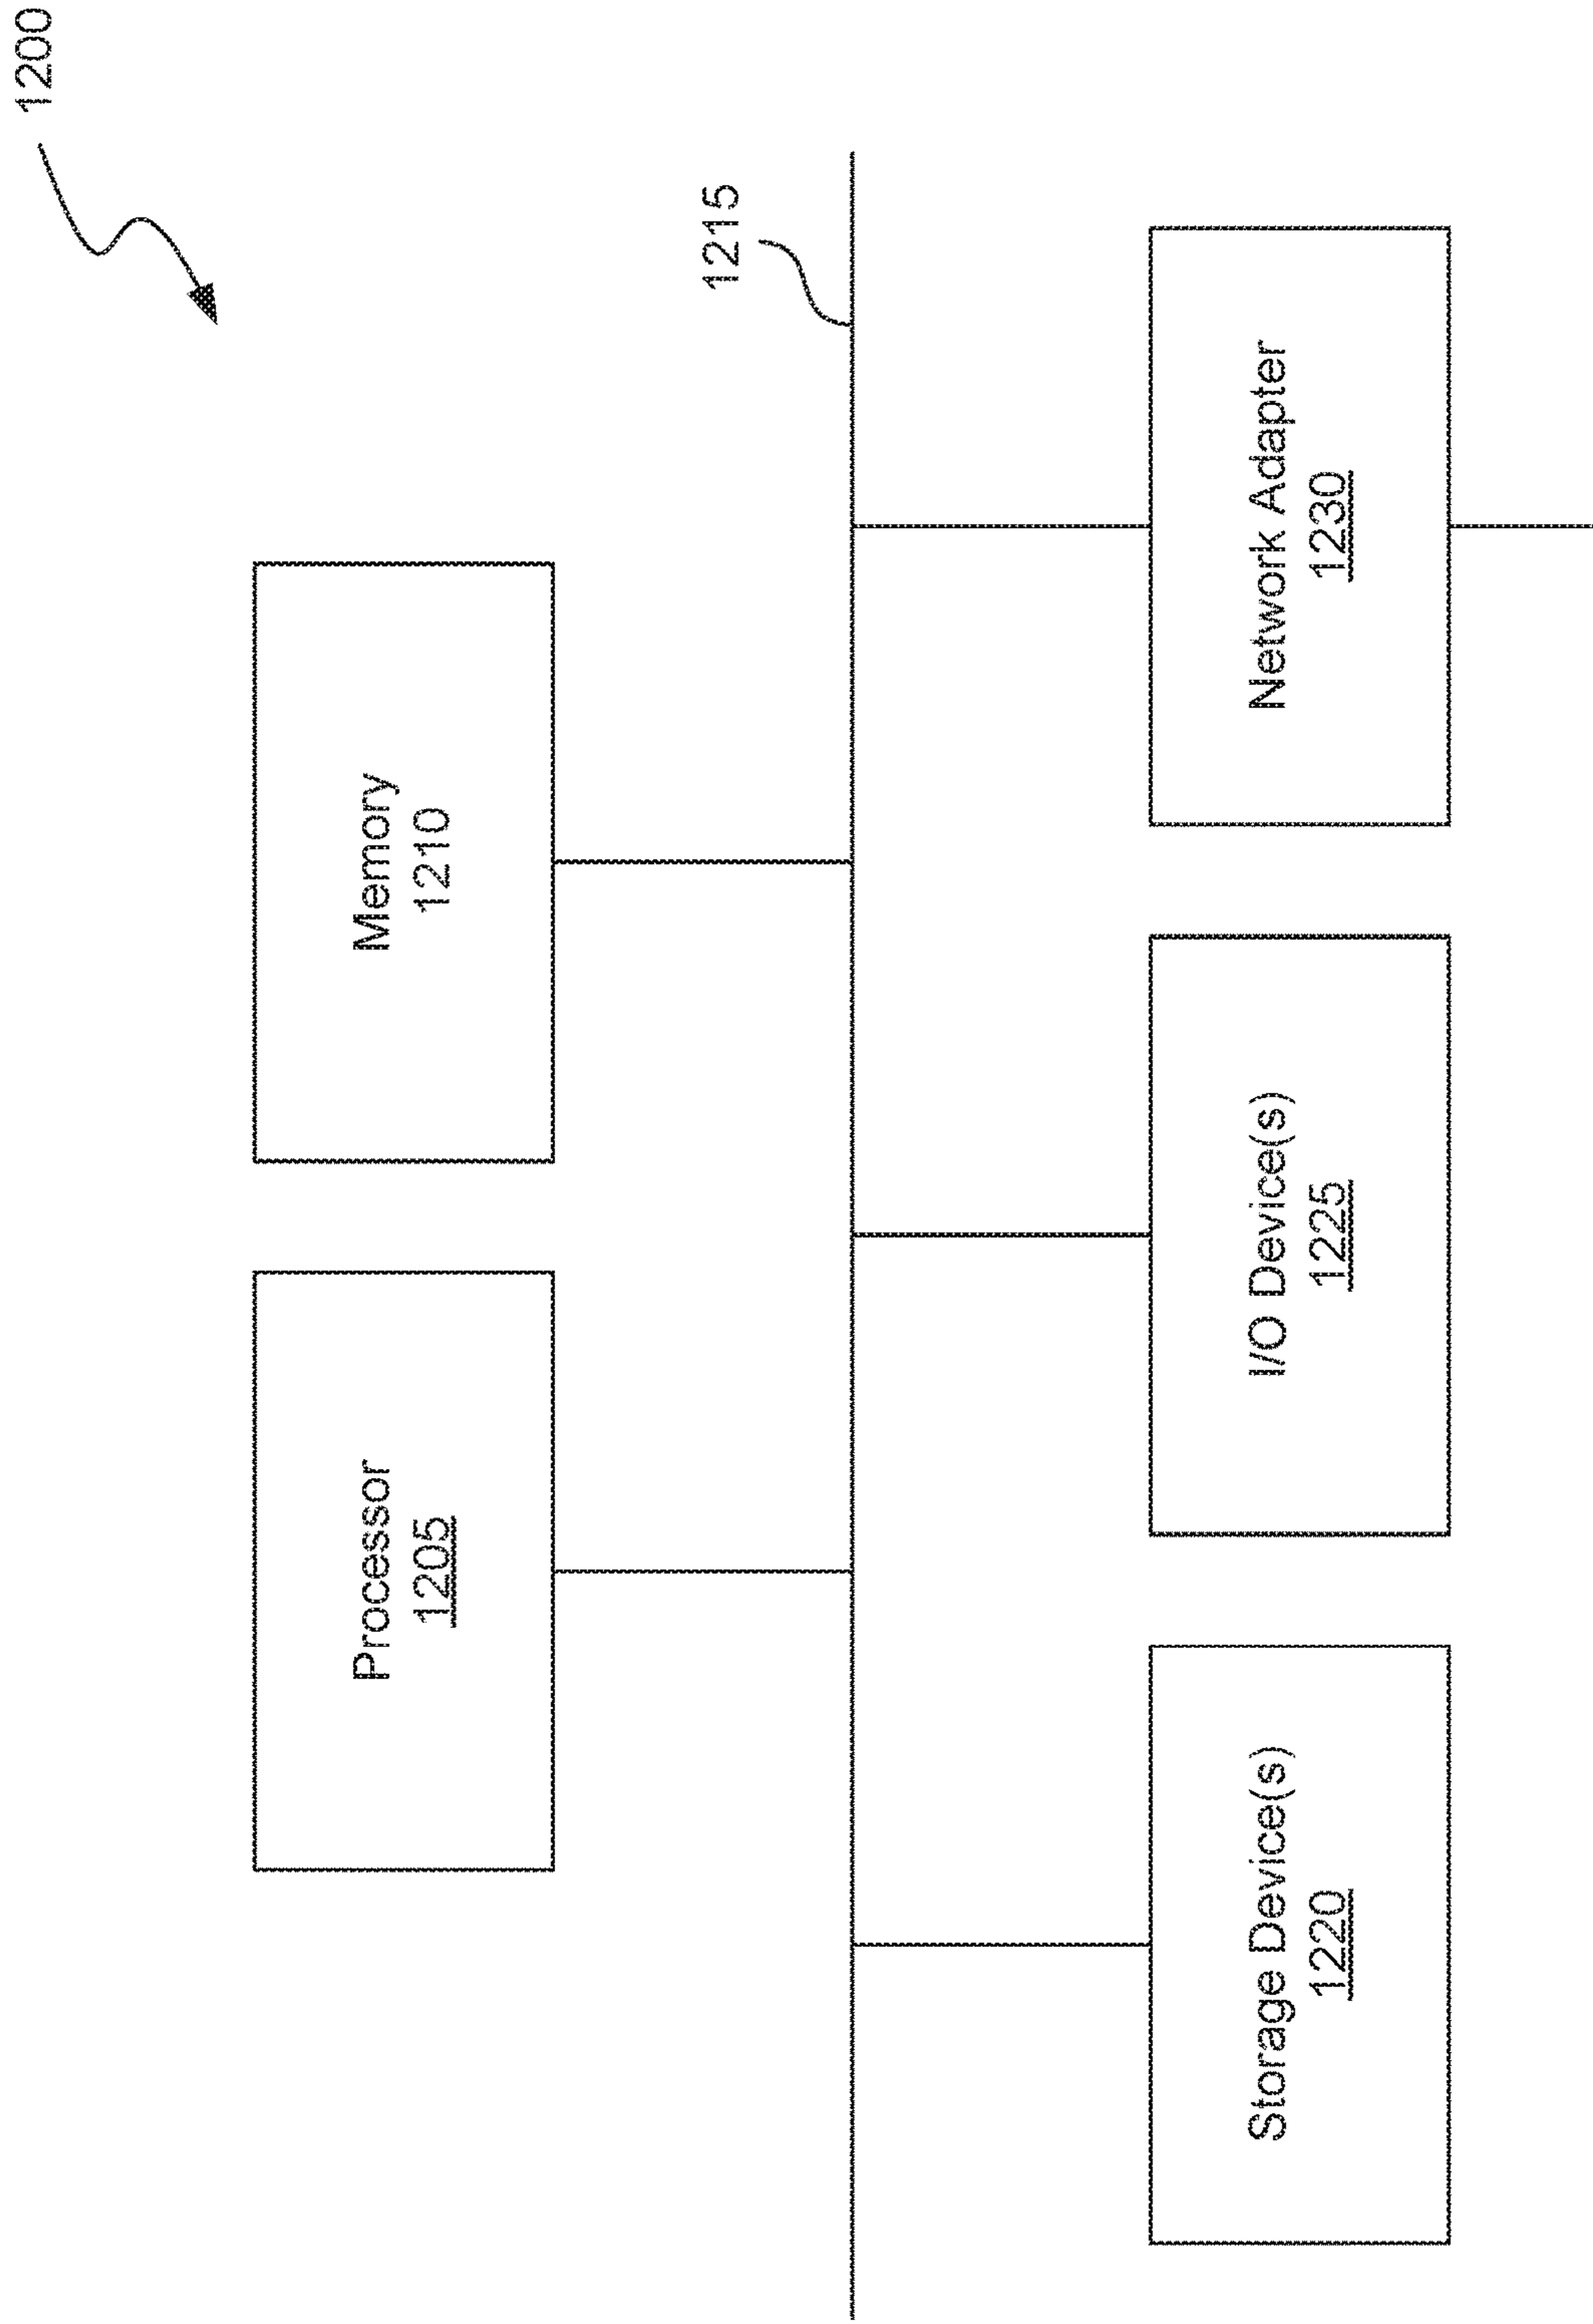 1200
Processor
1205
Memory
1210
1215
Storage Device(s)
1220
I/O Device(s)
1225
Network Adapter
1230